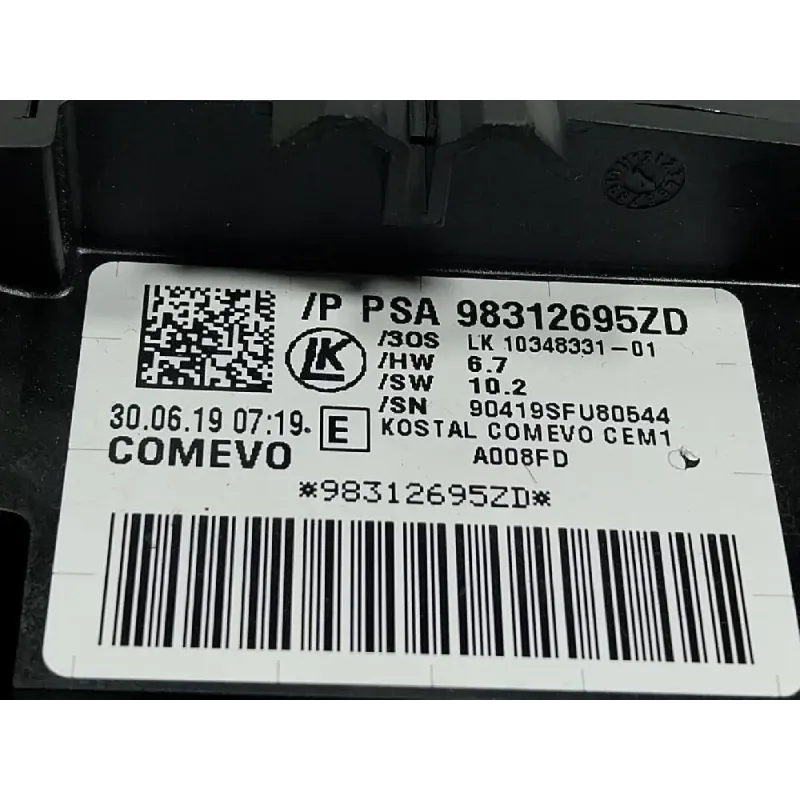 /P PSA 98312695ZD
/3OS LK 10348331-01
LK
/HW 6.7
/SW 10.2
/SN 90419SFU80544
30.06.19 07:19.
E
KOSTAL COMEVO CEM1
COMEVO
A008FD
*98312695ZD*